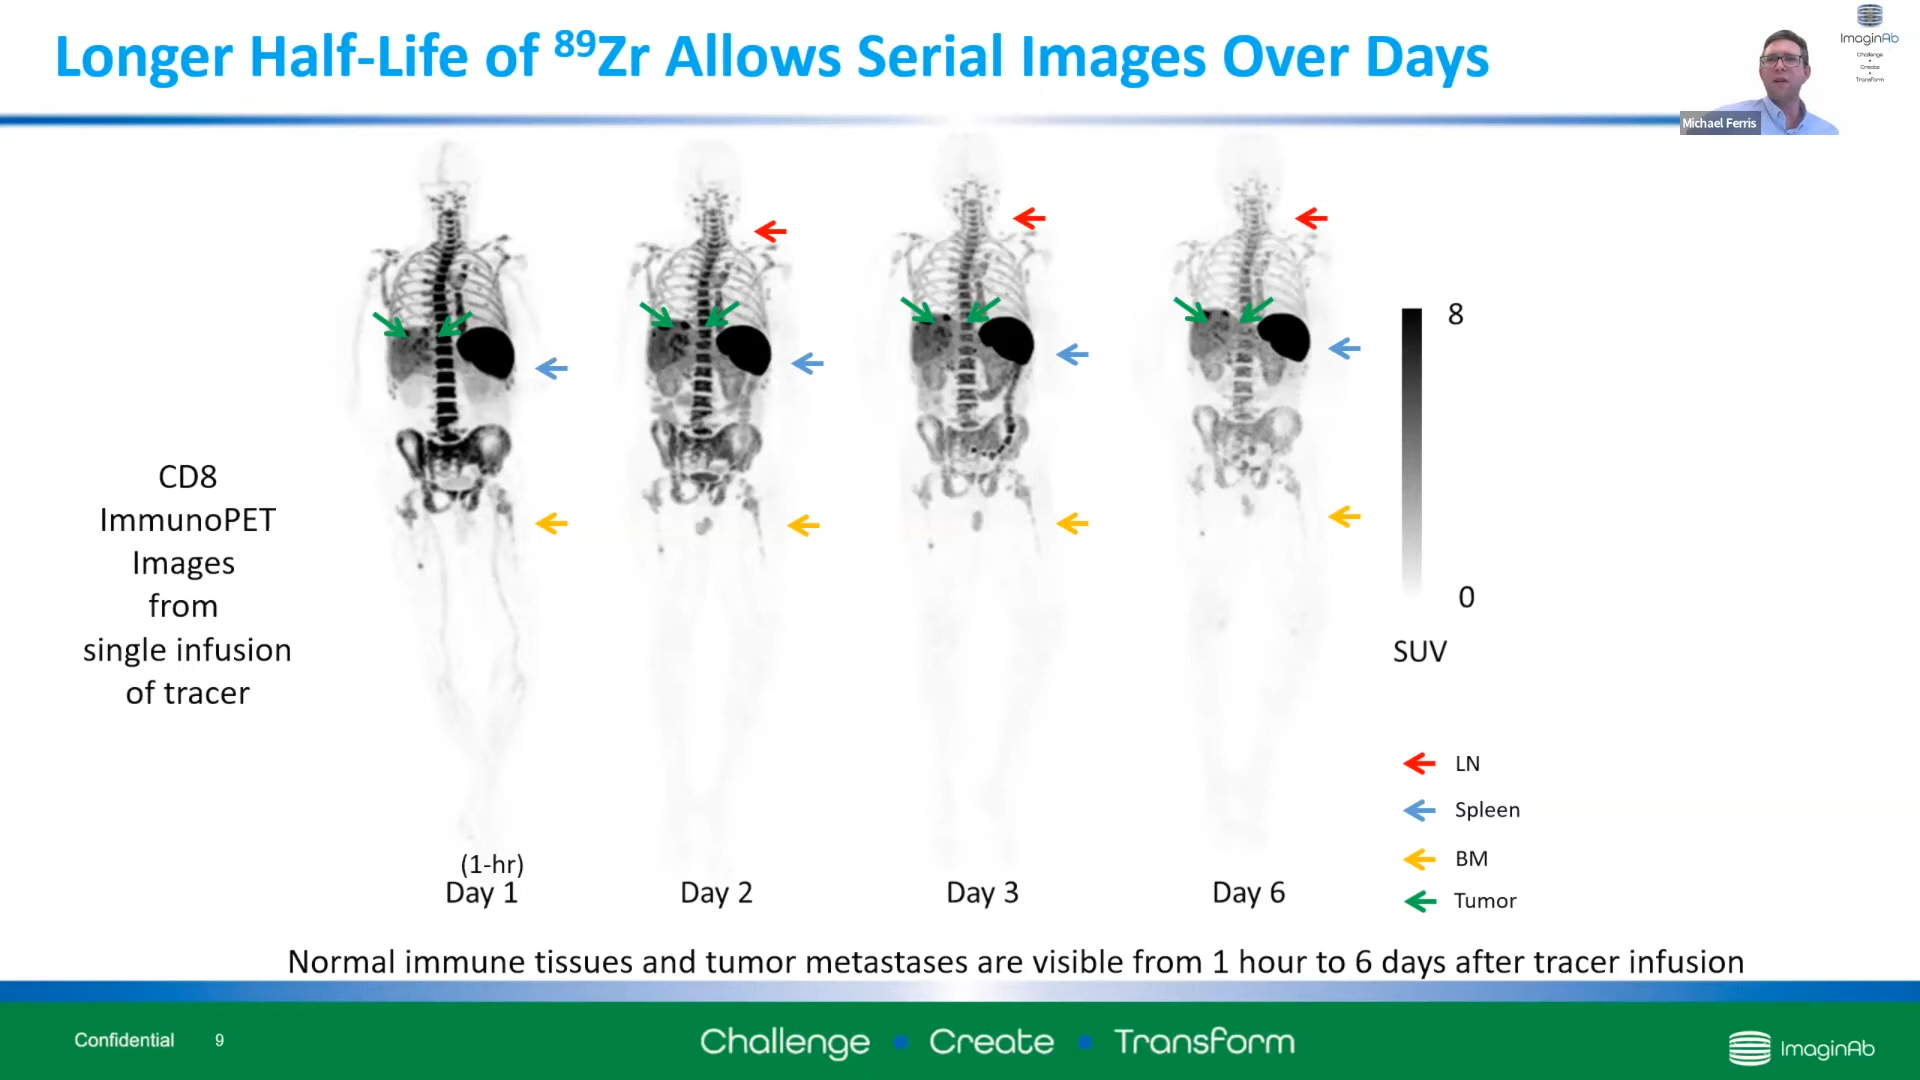 Longer Half-Life of ⁸⁹Zr Allows Serial Images Over Days
ImaginAb
Challenge
•
Create
•
Transform
Michael Ferris
CD8
ImmunoPET
Images
from
single infusion
of tracer
8
0
SUV
LN
Spleen
BM
Tumor
(1-hr)
Day 1
Day 2
Day 3
Day 6
Normal immune tissues and tumor metastases are visible from 1 hour to 6 days after tracer infusion
Confidential 9
Challenge • Create • Transform
ImaginAb